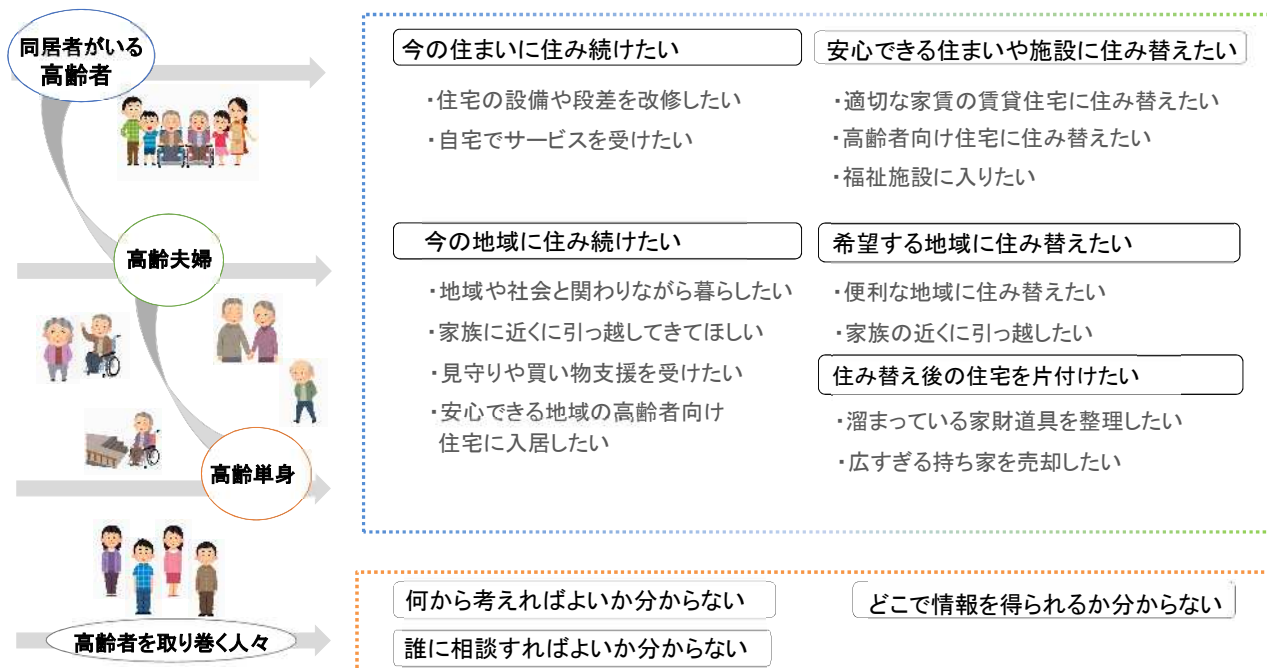 同居者がいる
高齢者
高齢夫婦
高齢単身
高齢者を取り巻く人々
今の住まいに住み続けたい
・住宅の設備や段差を改修したい
・自宅でサービスを受けたい
安心できる住まいや施設に住み替えたい
・適切な家賃の賃貸住宅に住み替えたい
・高齢者向け住宅に住み替えたい
・福祉施設に入りたい
今の地域に住み続けたい
・地域や社会と関わりながら暮らしたい
・家族に近くに引っ越してきてほしい
・見守りや買い物支援を受けたい
・安心できる地域の高齢者向け
住宅に入居したい
希望する地域に住み替えたい
・便利な地域に住み替えたい
・家族の近くに引っ越したい
住み替え後の住宅を片付けたい
・溜まっている家財道具を整理したい
・広すぎる持ち家を売却したい
何から考えればよいか分からない
どこで情報を得られるか分からない
誰に相談すればよいか分からない